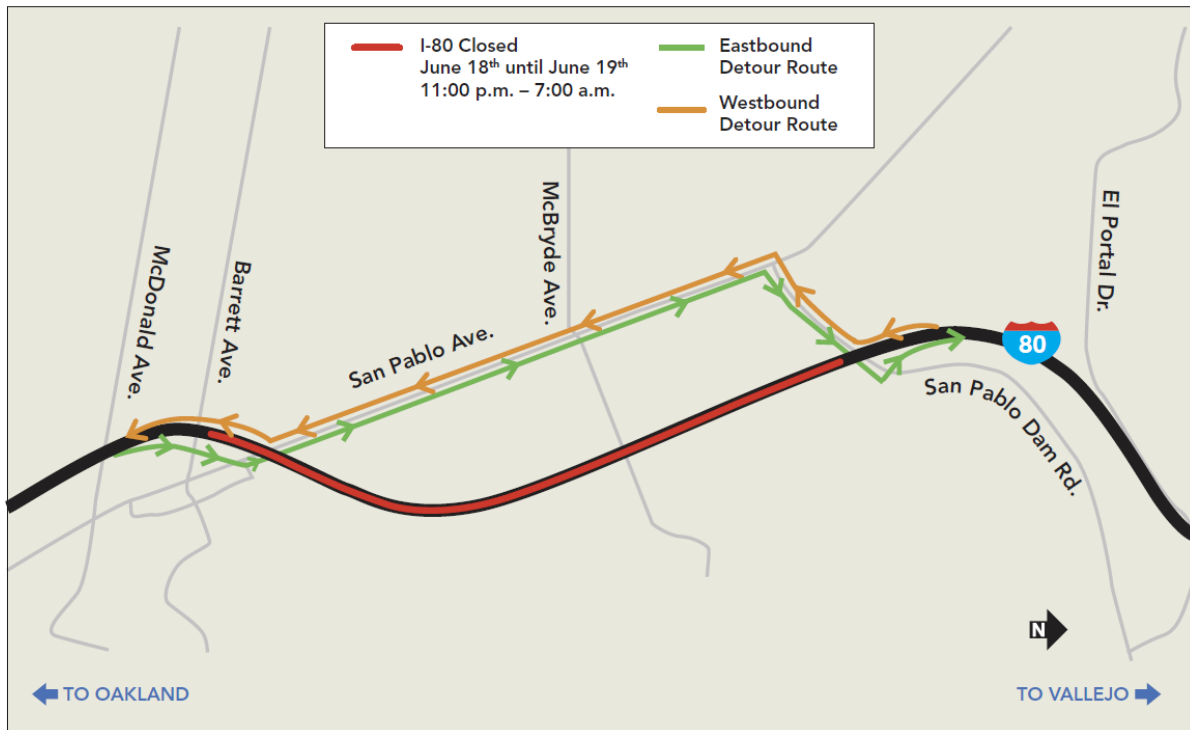 I-80 Closed
June 18th until June 19th
11:00 p.m. – 7:00 a.m.
Eastbound
Detour Route
Westbound
Detour Route
McDonald Ave.
Barrett Ave.
San Pablo Ave.
McBryde Ave.
El Portal Dr.
80
San Pablo Dam Rd.
N
TO OAKLAND
TO VALLEJO